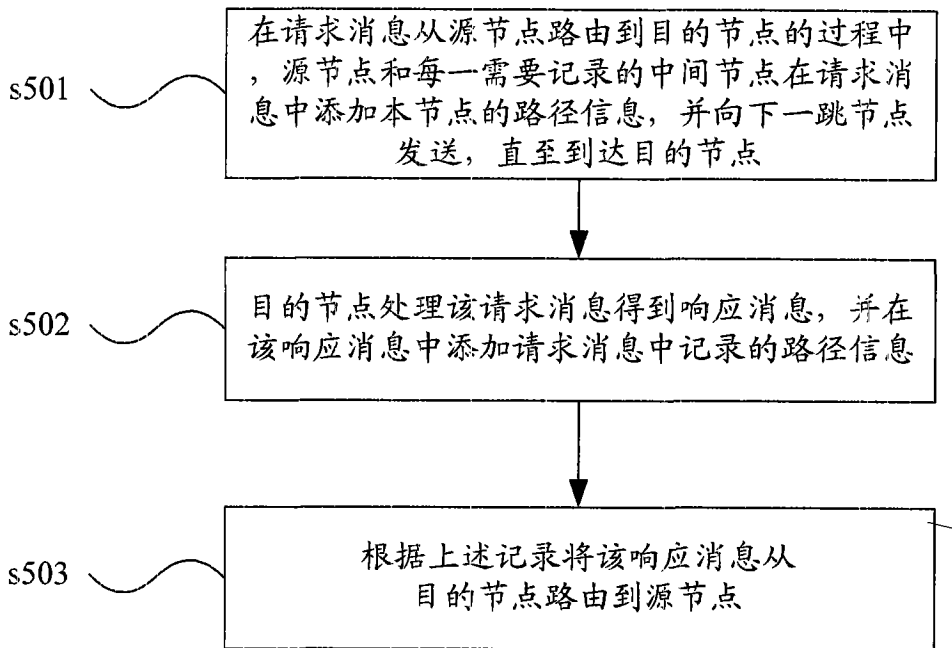 在请求消息从源节点路由到目的节点的过程中
，源节点和每一需要记录的中间节点在请求消
息中添加本节点的路径信息，并向下一跳节点
发送，直至到达目的节点
s501
目的节点处理该请求消息得到响应消息，并在
该响应消息中添加请求消息中记录的路径信息
s502
根据上述记录将该响应消息从
目的节点路由到源节点
s503